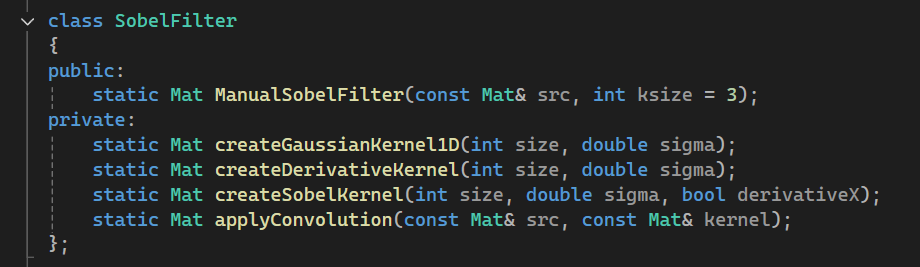 class SobelFilter
{
public:
    static Mat ManualSobelFilter(const Mat& src, int ksize = 3);
private:
    static Mat createGaussianKernel1D(int size, double sigma);
    static Mat createDerivativeKernel(int size, double sigma);
    static Mat createSobelKernel(int size, double sigma, bool derivativeX);
    static Mat applyConvolution(const Mat& src, const Mat& kernel);
};